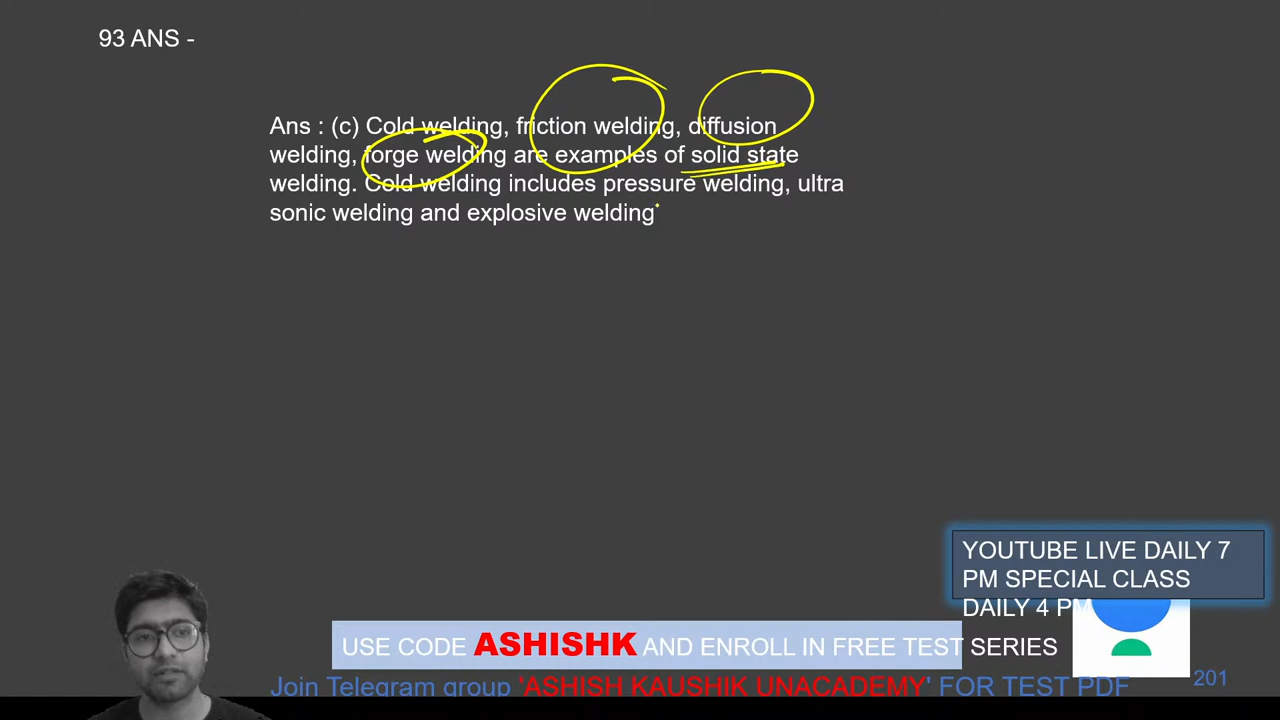 93 ANS -
Ans : (c) Cold welding, friction welding, diffusion
welding, forge welding are examples of solid state
welding. Cold welding includes pressure welding, ultra
sonic welding and explosive welding
YOUTUBE LIVE DAILY 7
PM SPECIAL CLASS
DAILY 4 PM
USE CODE ASHISHK AND ENROLL IN FREE TEST SERIES
Join Telegram group 'ASHISH KAUSHIK UNACADEMY' FOR TEST PDF
201